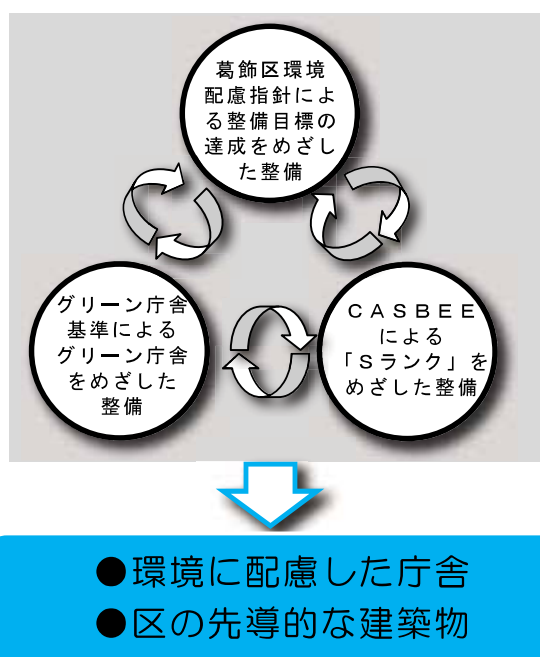 葛飾区環境
配慮指針によ
る整備目標の
達成をめざし
た整備
グリーン庁舎
基準による
グリーン庁舎
をめざした
整備
ＣＡＳＢＥＥ
による
「Ｓランク」を
めざした整備
●環境に配慮した庁舎
●区の先導的な建築物